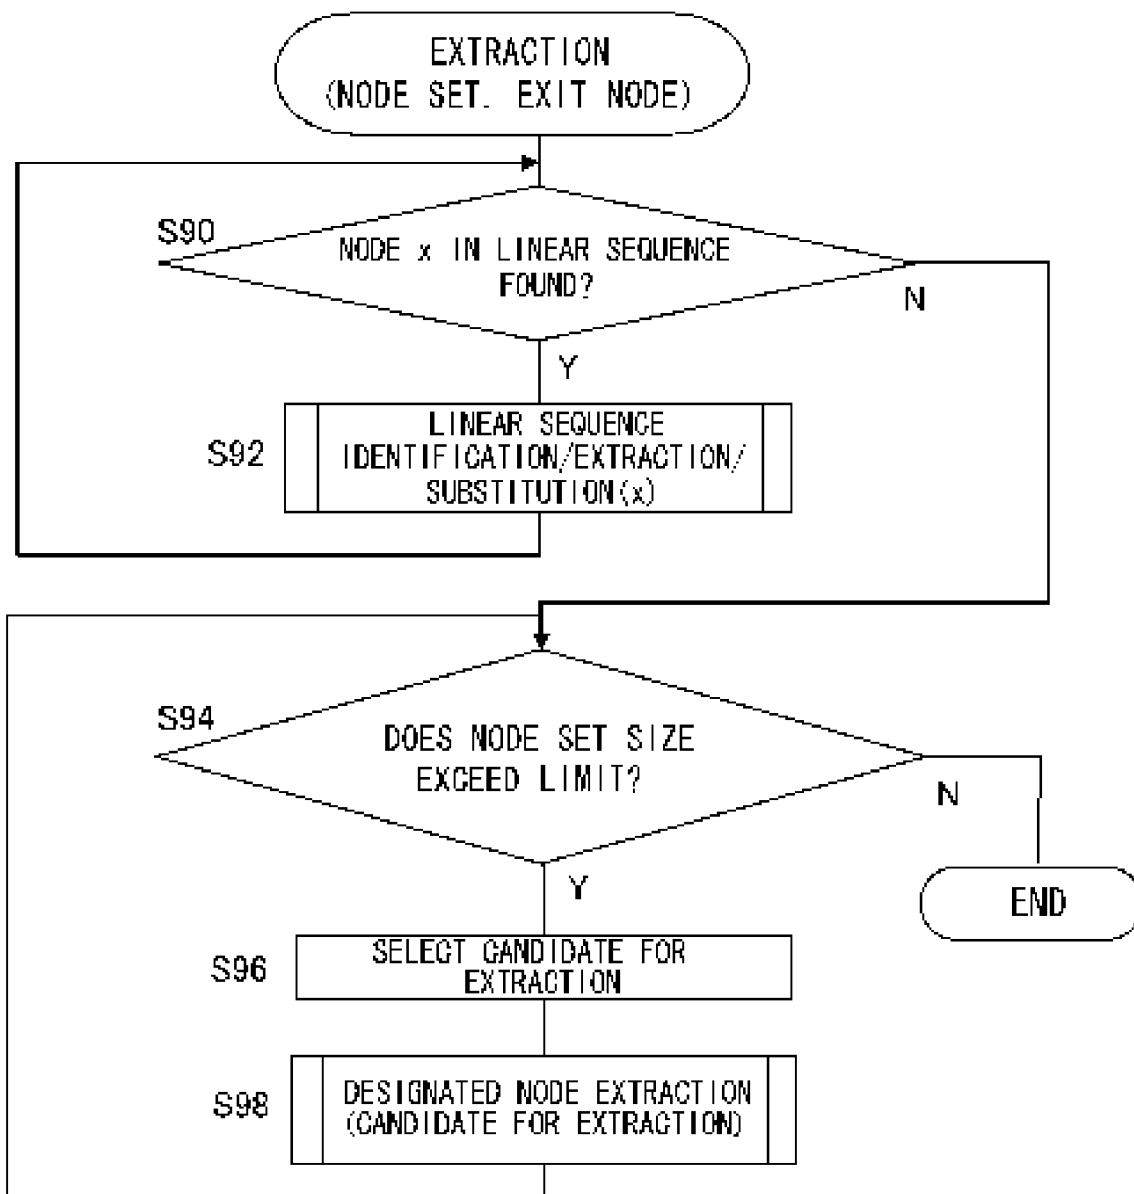 EXTRACTION
(NODE SET. EXIT NODE)
S90
NODE x IN LINEAR SEQUENCE
FOUND?
N
Y
S92
LINEAR SEQUENCE
IDENTIFICATION/EXTRACTION/
SUBSTITUTION(x)
S94
DOES NODE SET SIZE
EXCEED LIMIT?
N
Y
END
S96
SELECT CANDIDATE FOR
EXTRACTION
S98
DESIGNATED NODE EXTRACTION
(CANDIDATE FOR EXTRACTION)